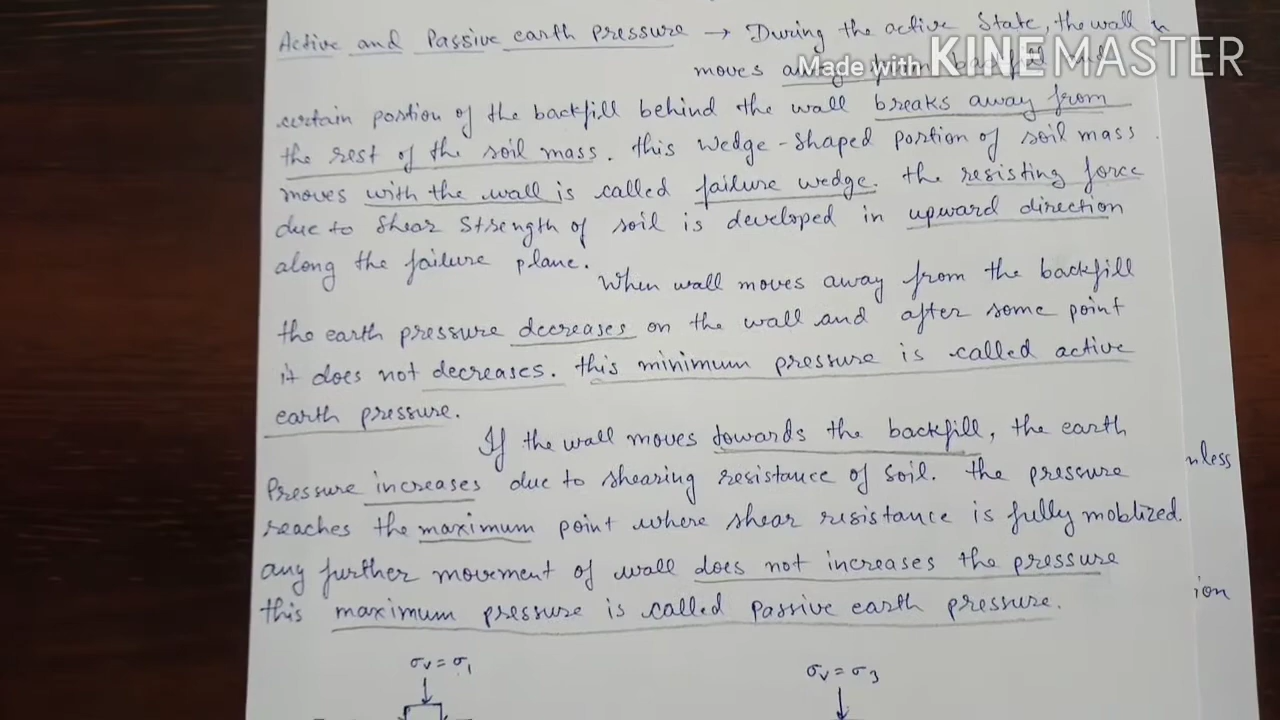 Active and Passive earth pressure → During the active state, the wall
Made with KINEMASTER
moves away from backfill and
certain portion of the backfill behind the wall breaks away from
the rest of the soil mass. this wedge-shaped portion of soil mass
moves with the wall is called failure wedge. the resisting force
due to shear strength of soil is developed in upward direction
along the failure plane.
When wall moves away from the backfill
the earth pressure decreases on the wall and after some point
it does not decreases. this minimum pressure is called active
earth pressure.
If the wall moves towards the backfill, the earth
Pressure increases due to shearing resistance of soil. the pressure
nless
reaches the maximum point where shear resistance is fully moblized.
any further movement of wall does not increases the pressure
ion
this maximum pressure is called passive earth pressure.
σv = σ1
σv = σ3